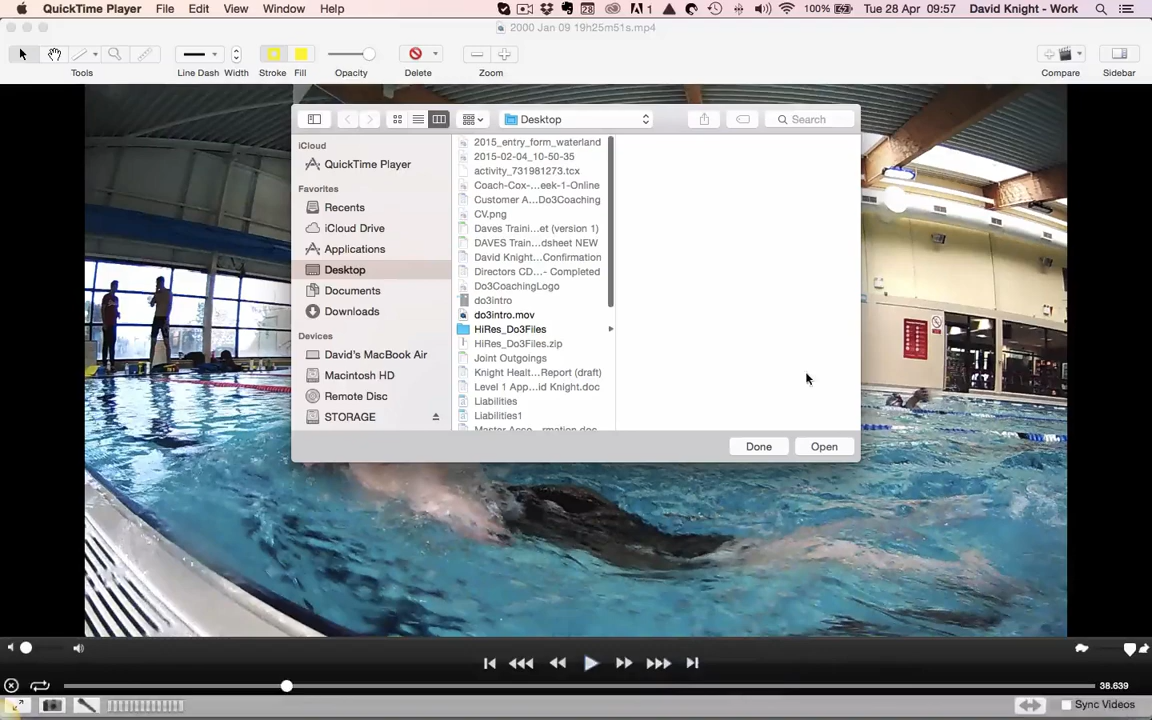 QuickTime Player File Edit View Window Help 28 1 100% Tue 28 Apr 09:57 David Knight - Work
2000 Jan 09 19h25m51s.mp4
Tools Line Dash Width Stroke Fill Opacity Delete Zoom Compare Sidebar
Desktop Search
iCloud
QuickTime Player
Favorites
Recents
iCloud Drive
Applications
Desktop
Documents
Downloads
Devices
David's MacBook Air
Macintosh HD
Remote Disc
STORAGE
2015_entry_form_waterland
2015-02-04_10-50-35
activity_731981273.tcx
Coach-Cox-...eek-1-Online
Customer A...Do3Coaching
CV.png
Daves Traini...et (version 1)
DAVES Train...dsheet NEW
David Knight...Confirmation
Directors CD...- Completed
Do3CoachingLogo
do3intro
do3intro.mov
HiRes_Do3Files
HiRes_Do3Files.zip
Joint Outgoings
Knight Healt...Report (draft)
Level 1 App...id Knight.doc
Liabilities
Liabilities1
Done Open
38.639
Sync Videos